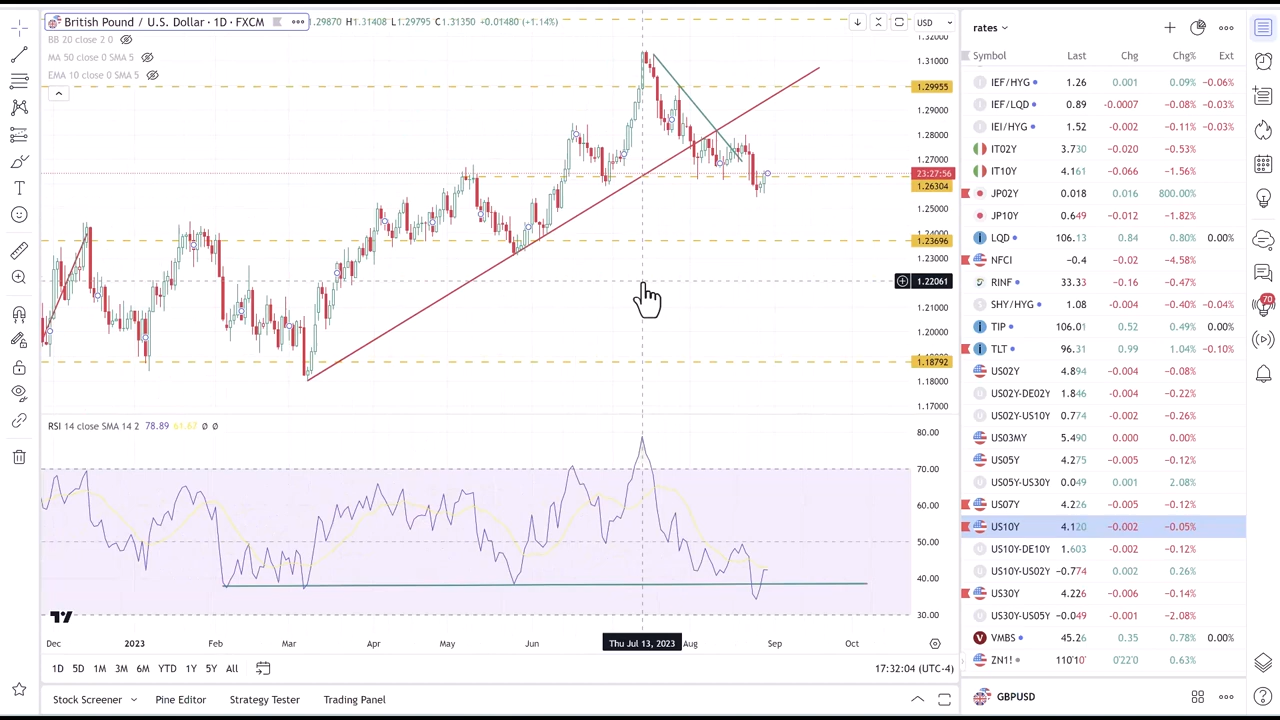 British Pound / U.S. Dollar · 1D · FXCM
1.29870 H1.31408 L1.29795 C1.31350 +0.01480 (+1.14%)
BB 20 close 2 0
MA 50 close 0 SMA 5
EMA 10 close 0 SMA 5
USD
1.32000
1.31000
1.29955
1.29000
1.28000
1.27000
23:27:56
1.26304
1.25000
1.24000
1.23696
1.23000
1.22061
1.21000
1.20000
1.18792
1.18000
1.17000
RSI 14 close SMA 14 2 78.89 61.67 Ø Ø
80.00
70.00
60.00
50.00
40.00
30.00
Dec 2023 Feb Mar Apr May Jun Thu Jul 13, 2023 Aug Sep Oct
1D 5D 1M 3M 6M YTD 1Y 5Y All
17:32:04 (UTC-4)
Stock Screener Pine Editor Strategy Tester Trading Panel
rates
Symbol Last Chg Chg% Ext
IEF/HYG 1.26 0.001 0.09% −0.06%
IEF/LQD 0.89 -0.0007 −0.08% −0.03%
IEI/HYG 1.52 -0.002 −0.11% −0.03%
IT02Y 3.730 -0.020 −0.53%
IT10Y 4.161 -0.066 −1.56%
JP02Y 0.018 0.016 800.00%
JP10Y 0.649 -0.012 −1.82%
LQD 106.13 0.84 0.80% 0.00%
NFCI −0.4 -0.02 −4.58%
RINF 33.33 -0.16 −0.47%
SHY/HYG 1.08 -0.004 −0.40% −0.04%
TIP 106.01 0.52 0.49% 0.00%
TLT 96.31 0.99 1.04% −0.10%
US02Y 4.894 -0.004 −0.08%
US02Y-DE02Y 1.846 -0.004 −0.22%
US02Y-US10Y 0.774 -0.002 −0.26%
US03MY 5.490 0.000 0.00%
US05Y 4.275 -0.005 −0.12%
US05Y-US30Y 0.049 0.001 2.08%
US07Y 4.226 -0.005 −0.12%
US10Y 4.120 -0.002 −0.05%
US10Y-DE10Y 1.603 -0.002 −0.12%
US10Y-US02Y −0.774 0.002 0.26%
US30Y 4.226 -0.006 −0.14%
US30Y-US05Y −0.049 -0.001 −2.08%
VMBS 45.26 0.35 0.78% 0.00%
ZN1! 110'10' 0'22'0 0.63%
GBPUSD
70